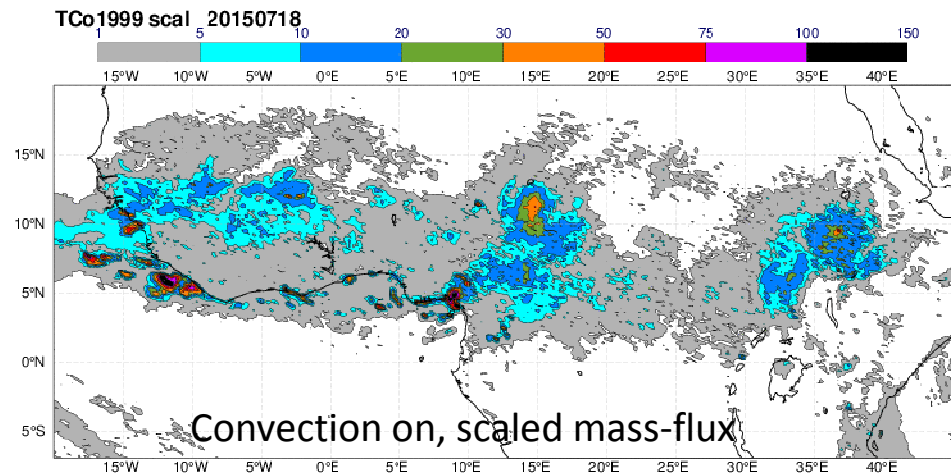 TCo1999 scal 20150718
1 5 10 20 30 50 75 100 150
15°W 10°W 5°W 0°E 5°E 10°E 15°E 20°E 25°E 30°E 35°E 40°E
15°N
10°N
5°N
0°N
5°S
Convection on, scaled mass-flux
15°W 10°W 5°W 0°E 5°E 10°E 15°E 20°E 25°E 30°E 35°E 40°E